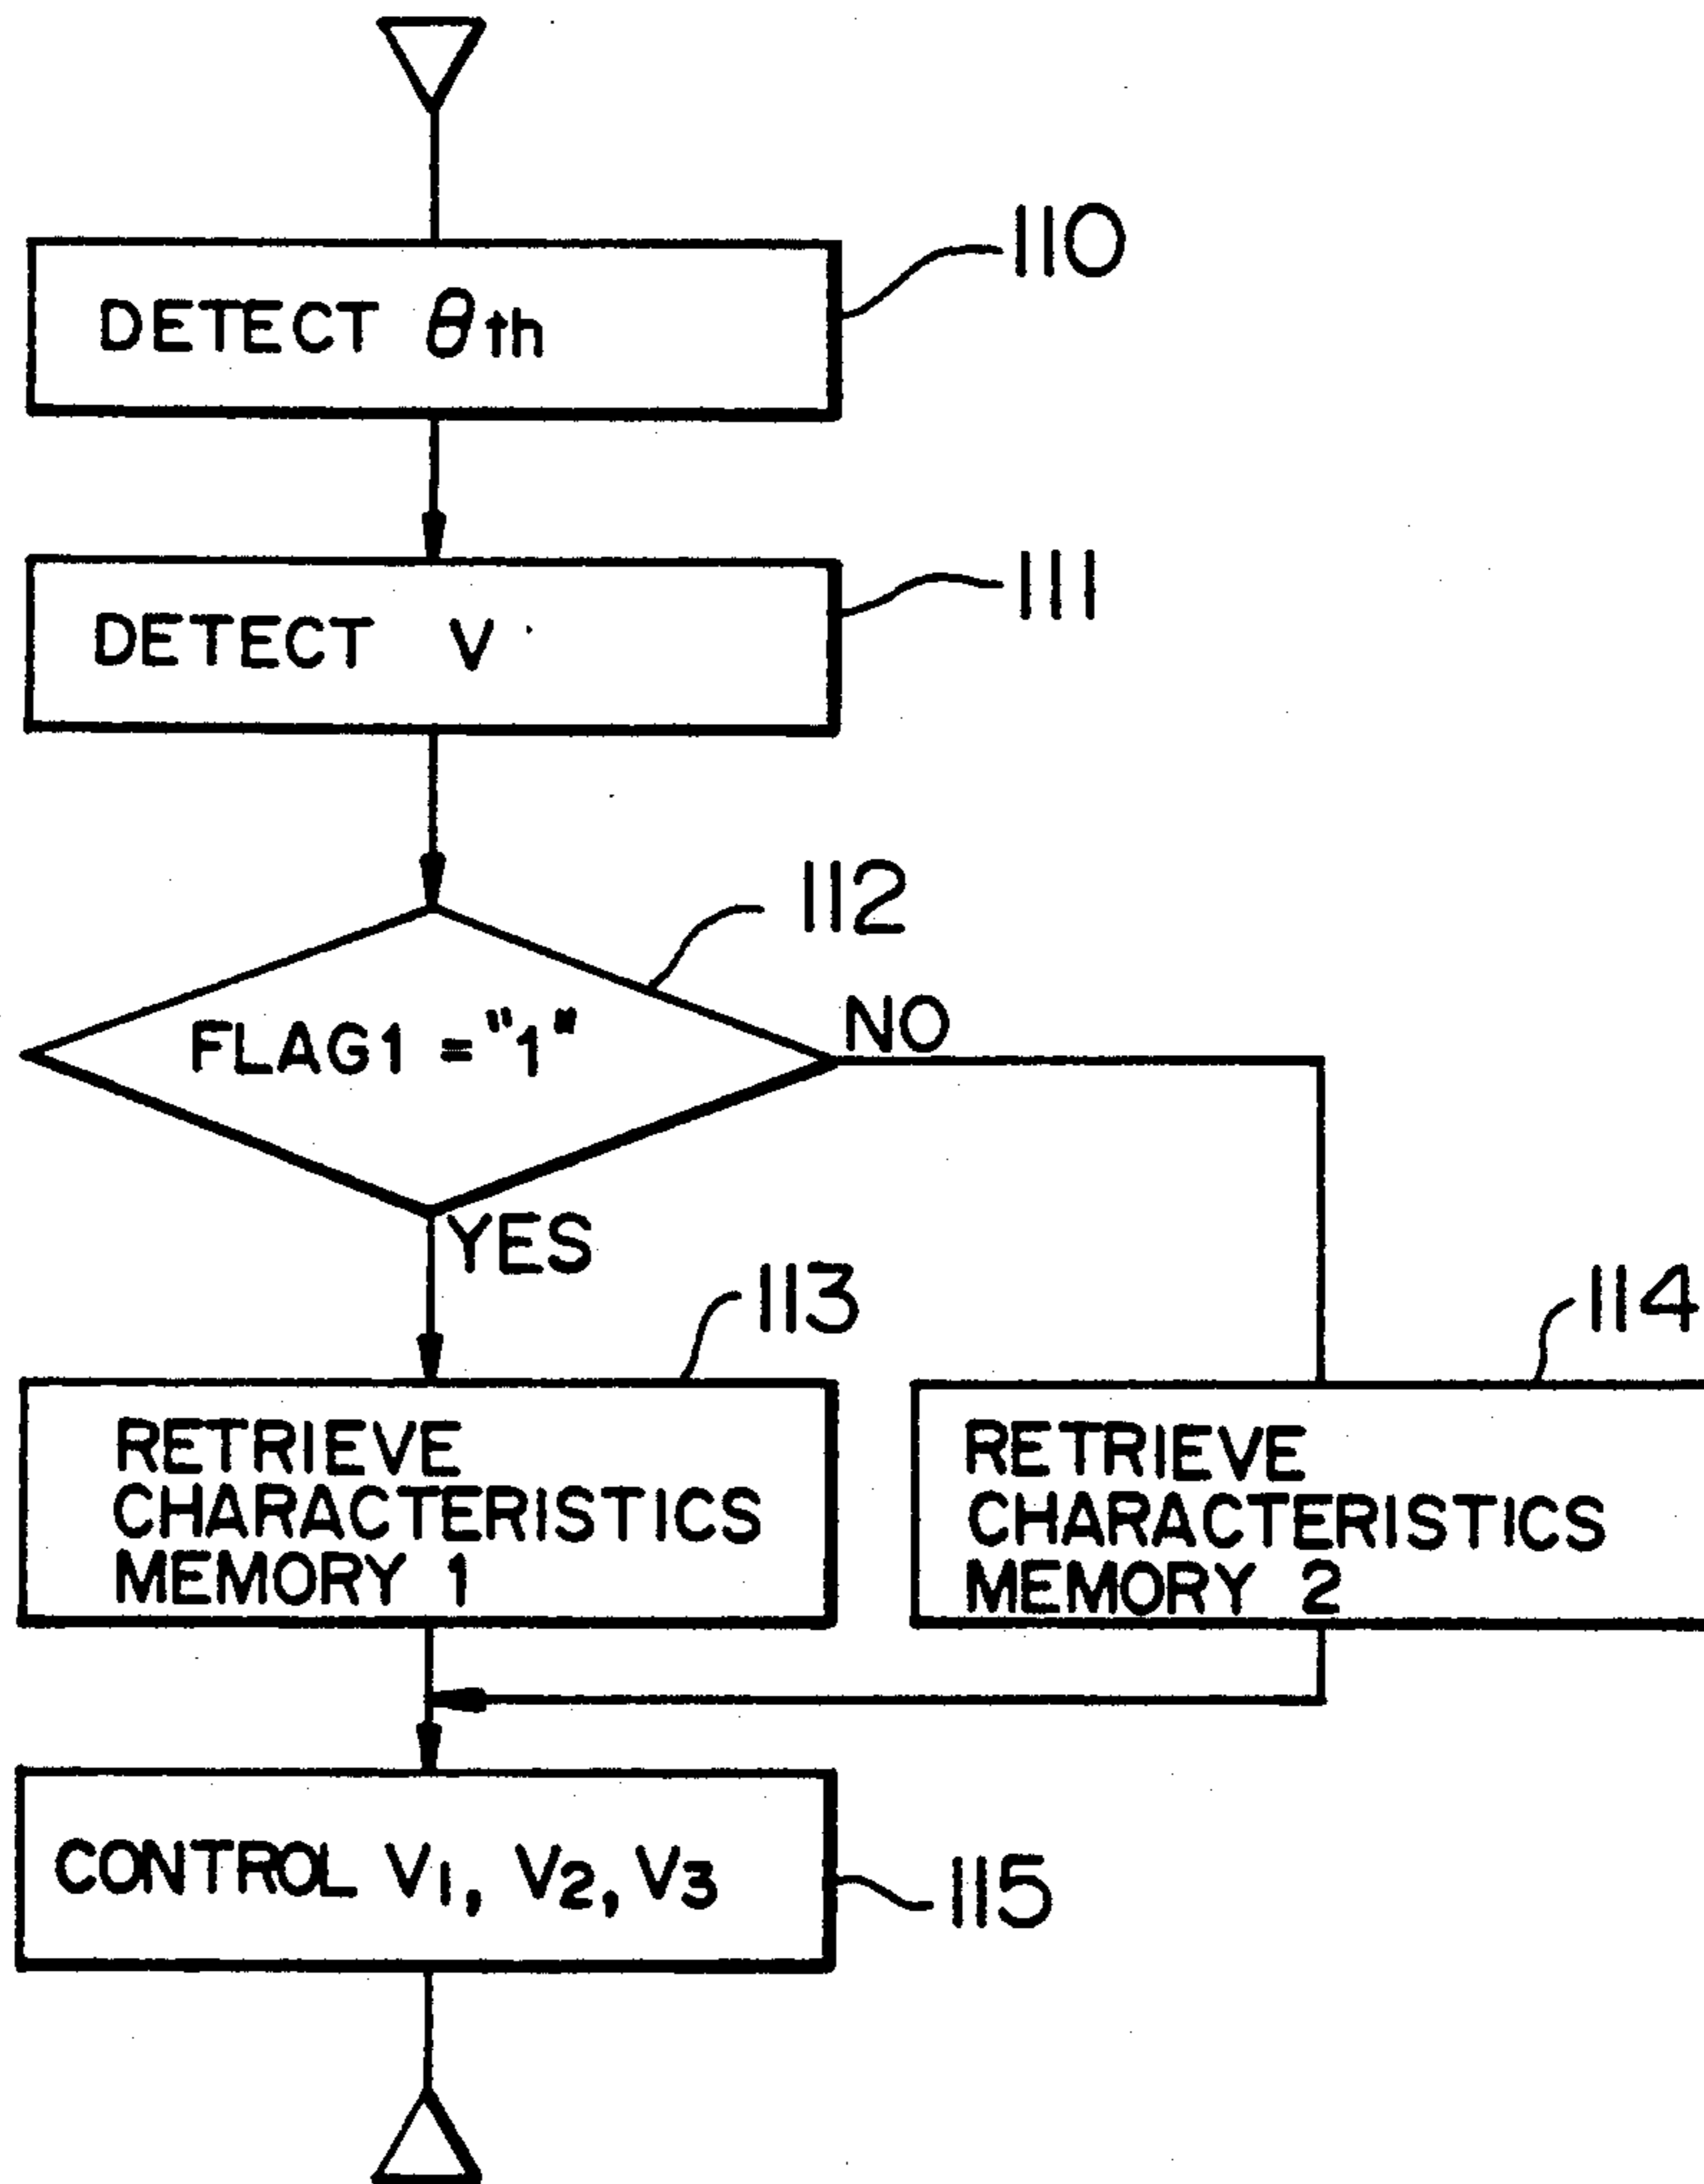 110
DETECT θth
111
DETECT V
112
FLAG1 = "1"
NO
YES
113
114
RETRIEVE
CHARACTERISTICS
MEMORY 1
RETRIEVE
CHARACTERISTICS
MEMORY 2
CONTROL V1, V2, V3
115